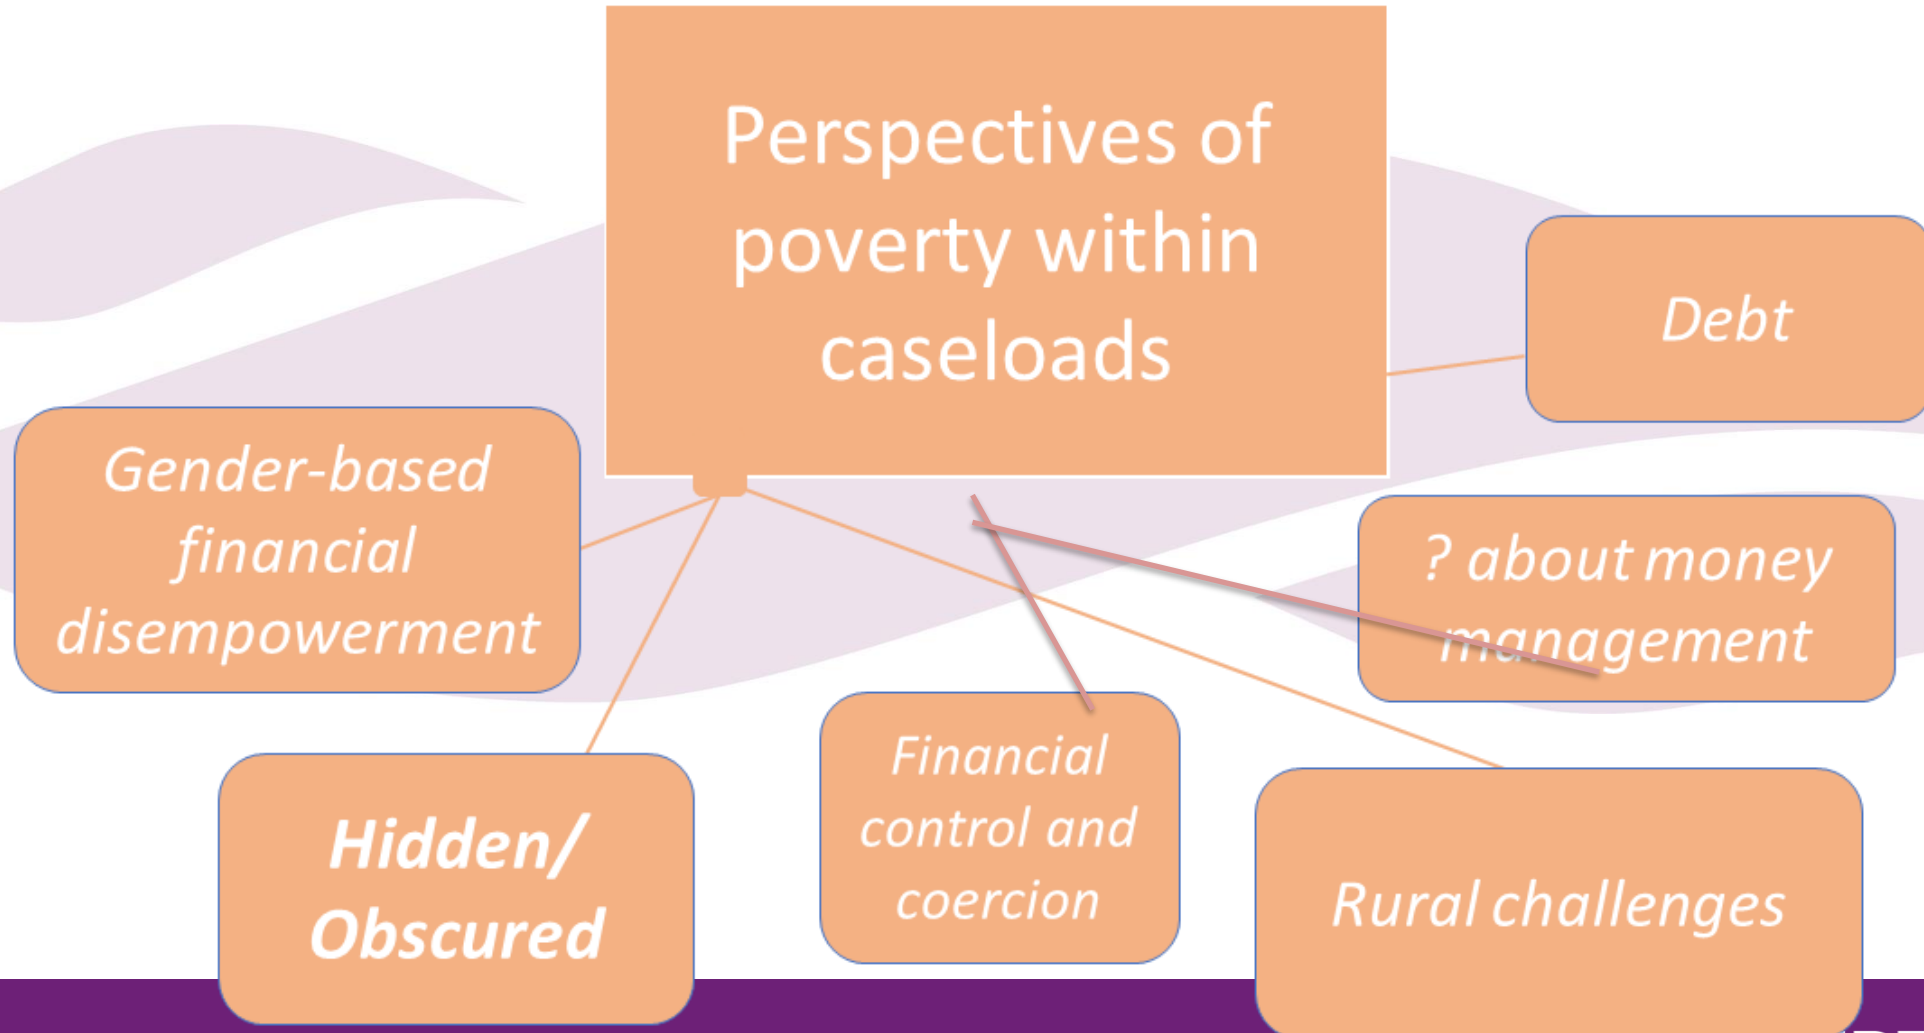 Perspectives of
poverty within
caseloads
Debt
Gender-based
financial
disempowerment
? about money
management
Hidden/
Obscured
Financial
control and
coercion
Rural challenges